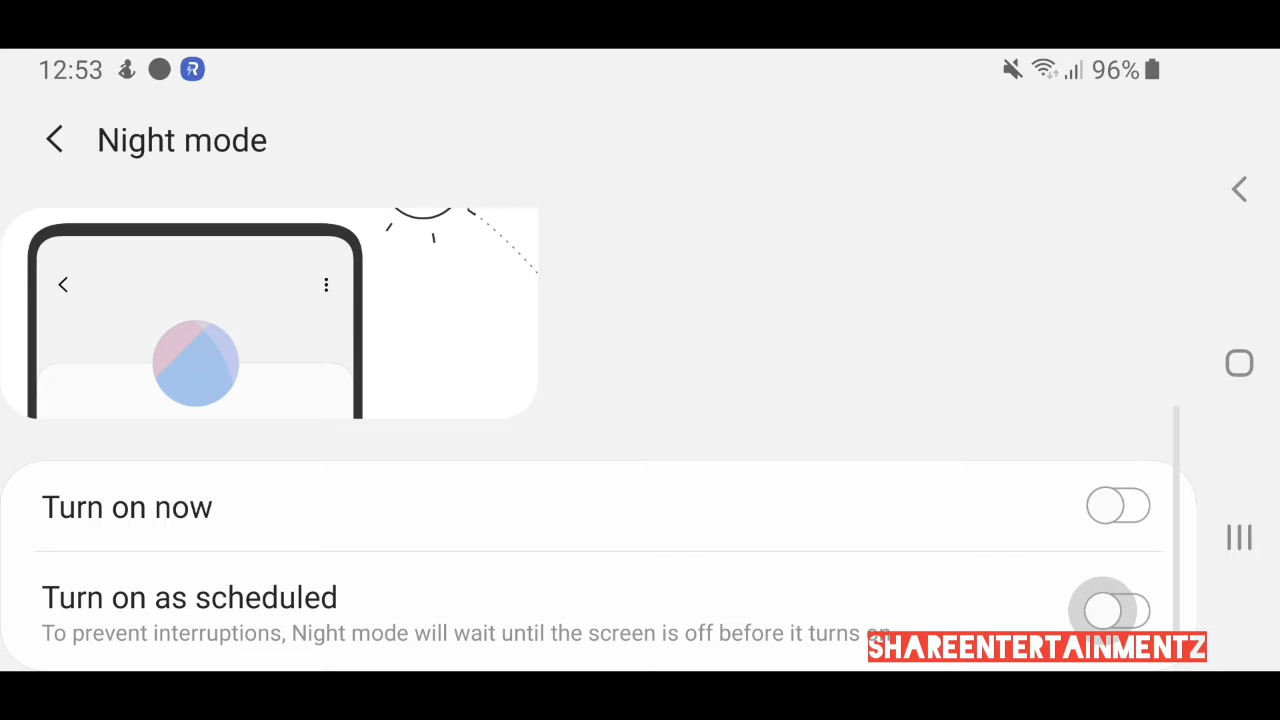 12:53
96%
Night mode
Turn on now
Turn on as scheduled
To prevent interruptions, Night mode will wait until the screen is off before it turns on.
SHAREENTERTAINMENTZ